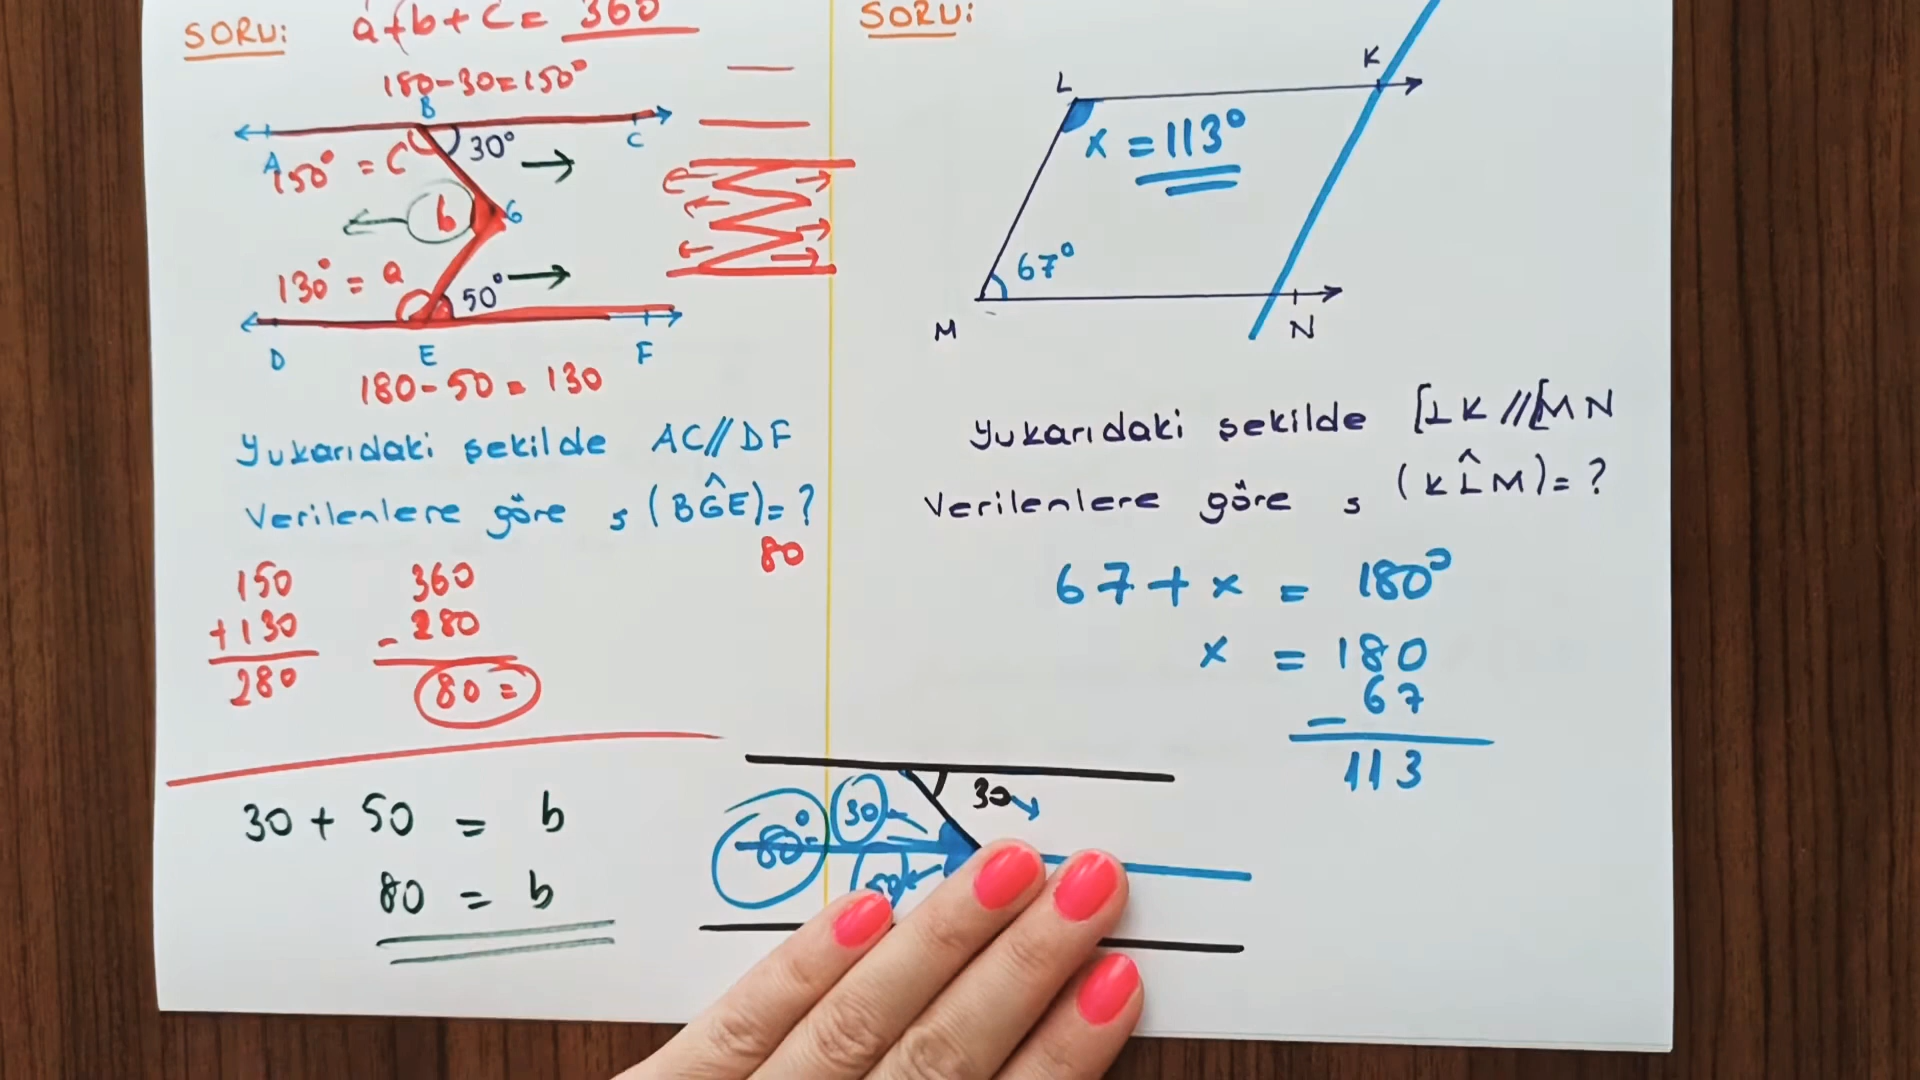 SORU:
a+b+c= 360
180-30=150°
B
A
C
30°
150° = c
b
G
130° = a
50°
D
E
F
180-50=130
Yukarıdaki şekilde AC//DF
Verilenlere göre s(BĜE)=?
80
150
+130
280
360
-280
80=
30+50 = b
80 = b
SORU:
L
K
x =113°
67°
M
N
Yukarıdaki şekilde [LK//[MN
Verilenlere göre s (KL̂M)=?
67+x = 180°
x = 180
- 67
113
30
30
80°
50